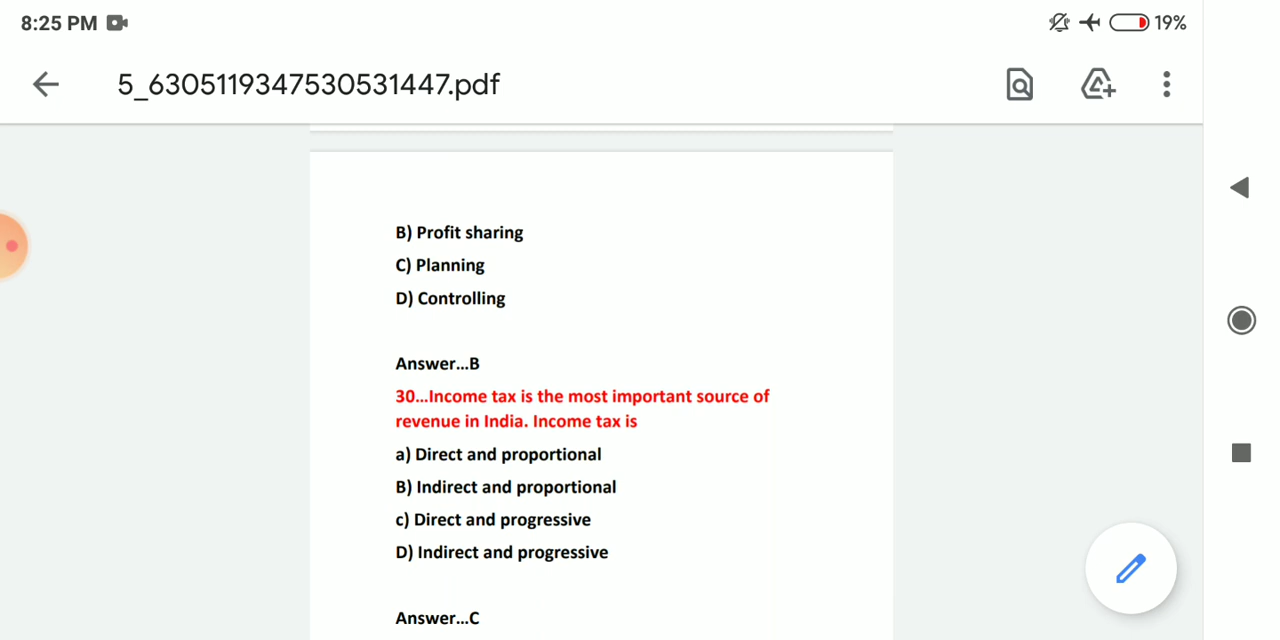 8:25 PM
19%
5_6305119347530531447.pdf
B) Profit sharing
C) Planning
D) Controlling
Answer...B
30...Income tax is the most important source of
revenue in India. Income tax is
a) Direct and proportional
B) Indirect and proportional
c) Direct and progressive
D) Indirect and progressive
Answer...C